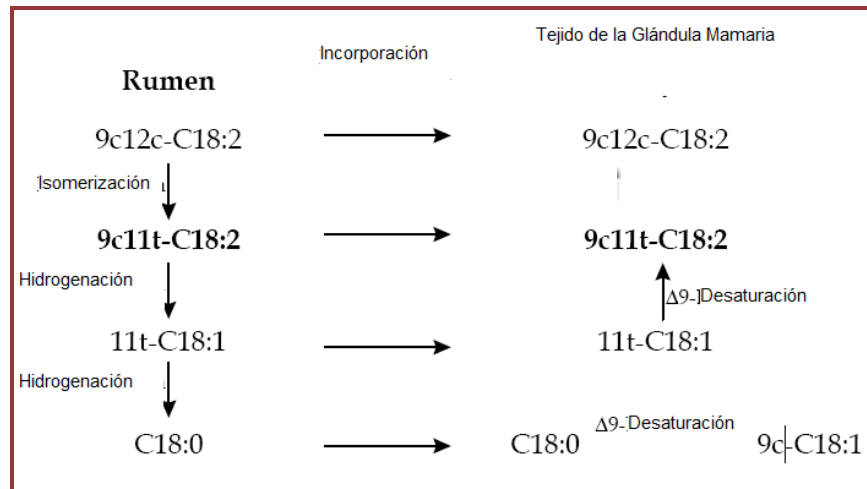 Tejido de la Glándula Mamaria
Incorporación
Rumen
9c12c-C18:2
9c12c-C18:2
Isomerización
9c11t-C18:2
9c11t-C18:2
Hidrogenación
Δ9-Desaturación
11t-C18:1
11t-C18:1
Hidrogenación
C18:0
C18:0
Δ9-Desaturación
9c-C18:1